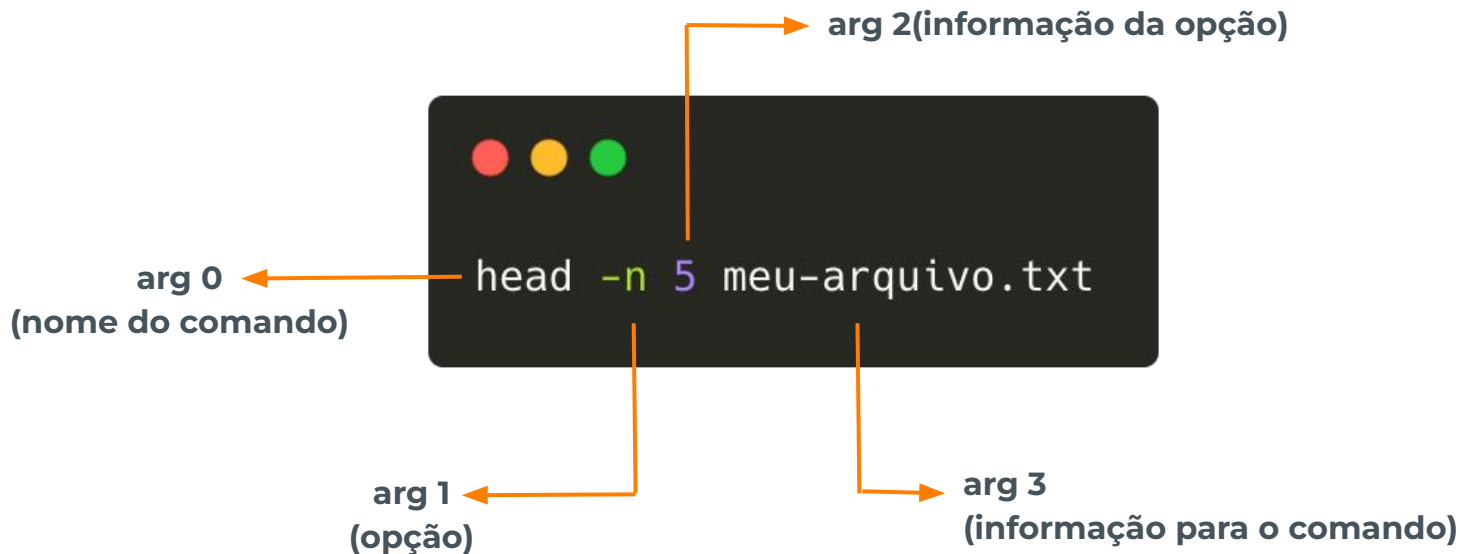 arg 2(informação da opção)
head -n 5 meu-arquivo.txt
arg 0
(nome do comando)
arg 1
(opção)
arg 3
(informação para o comando)